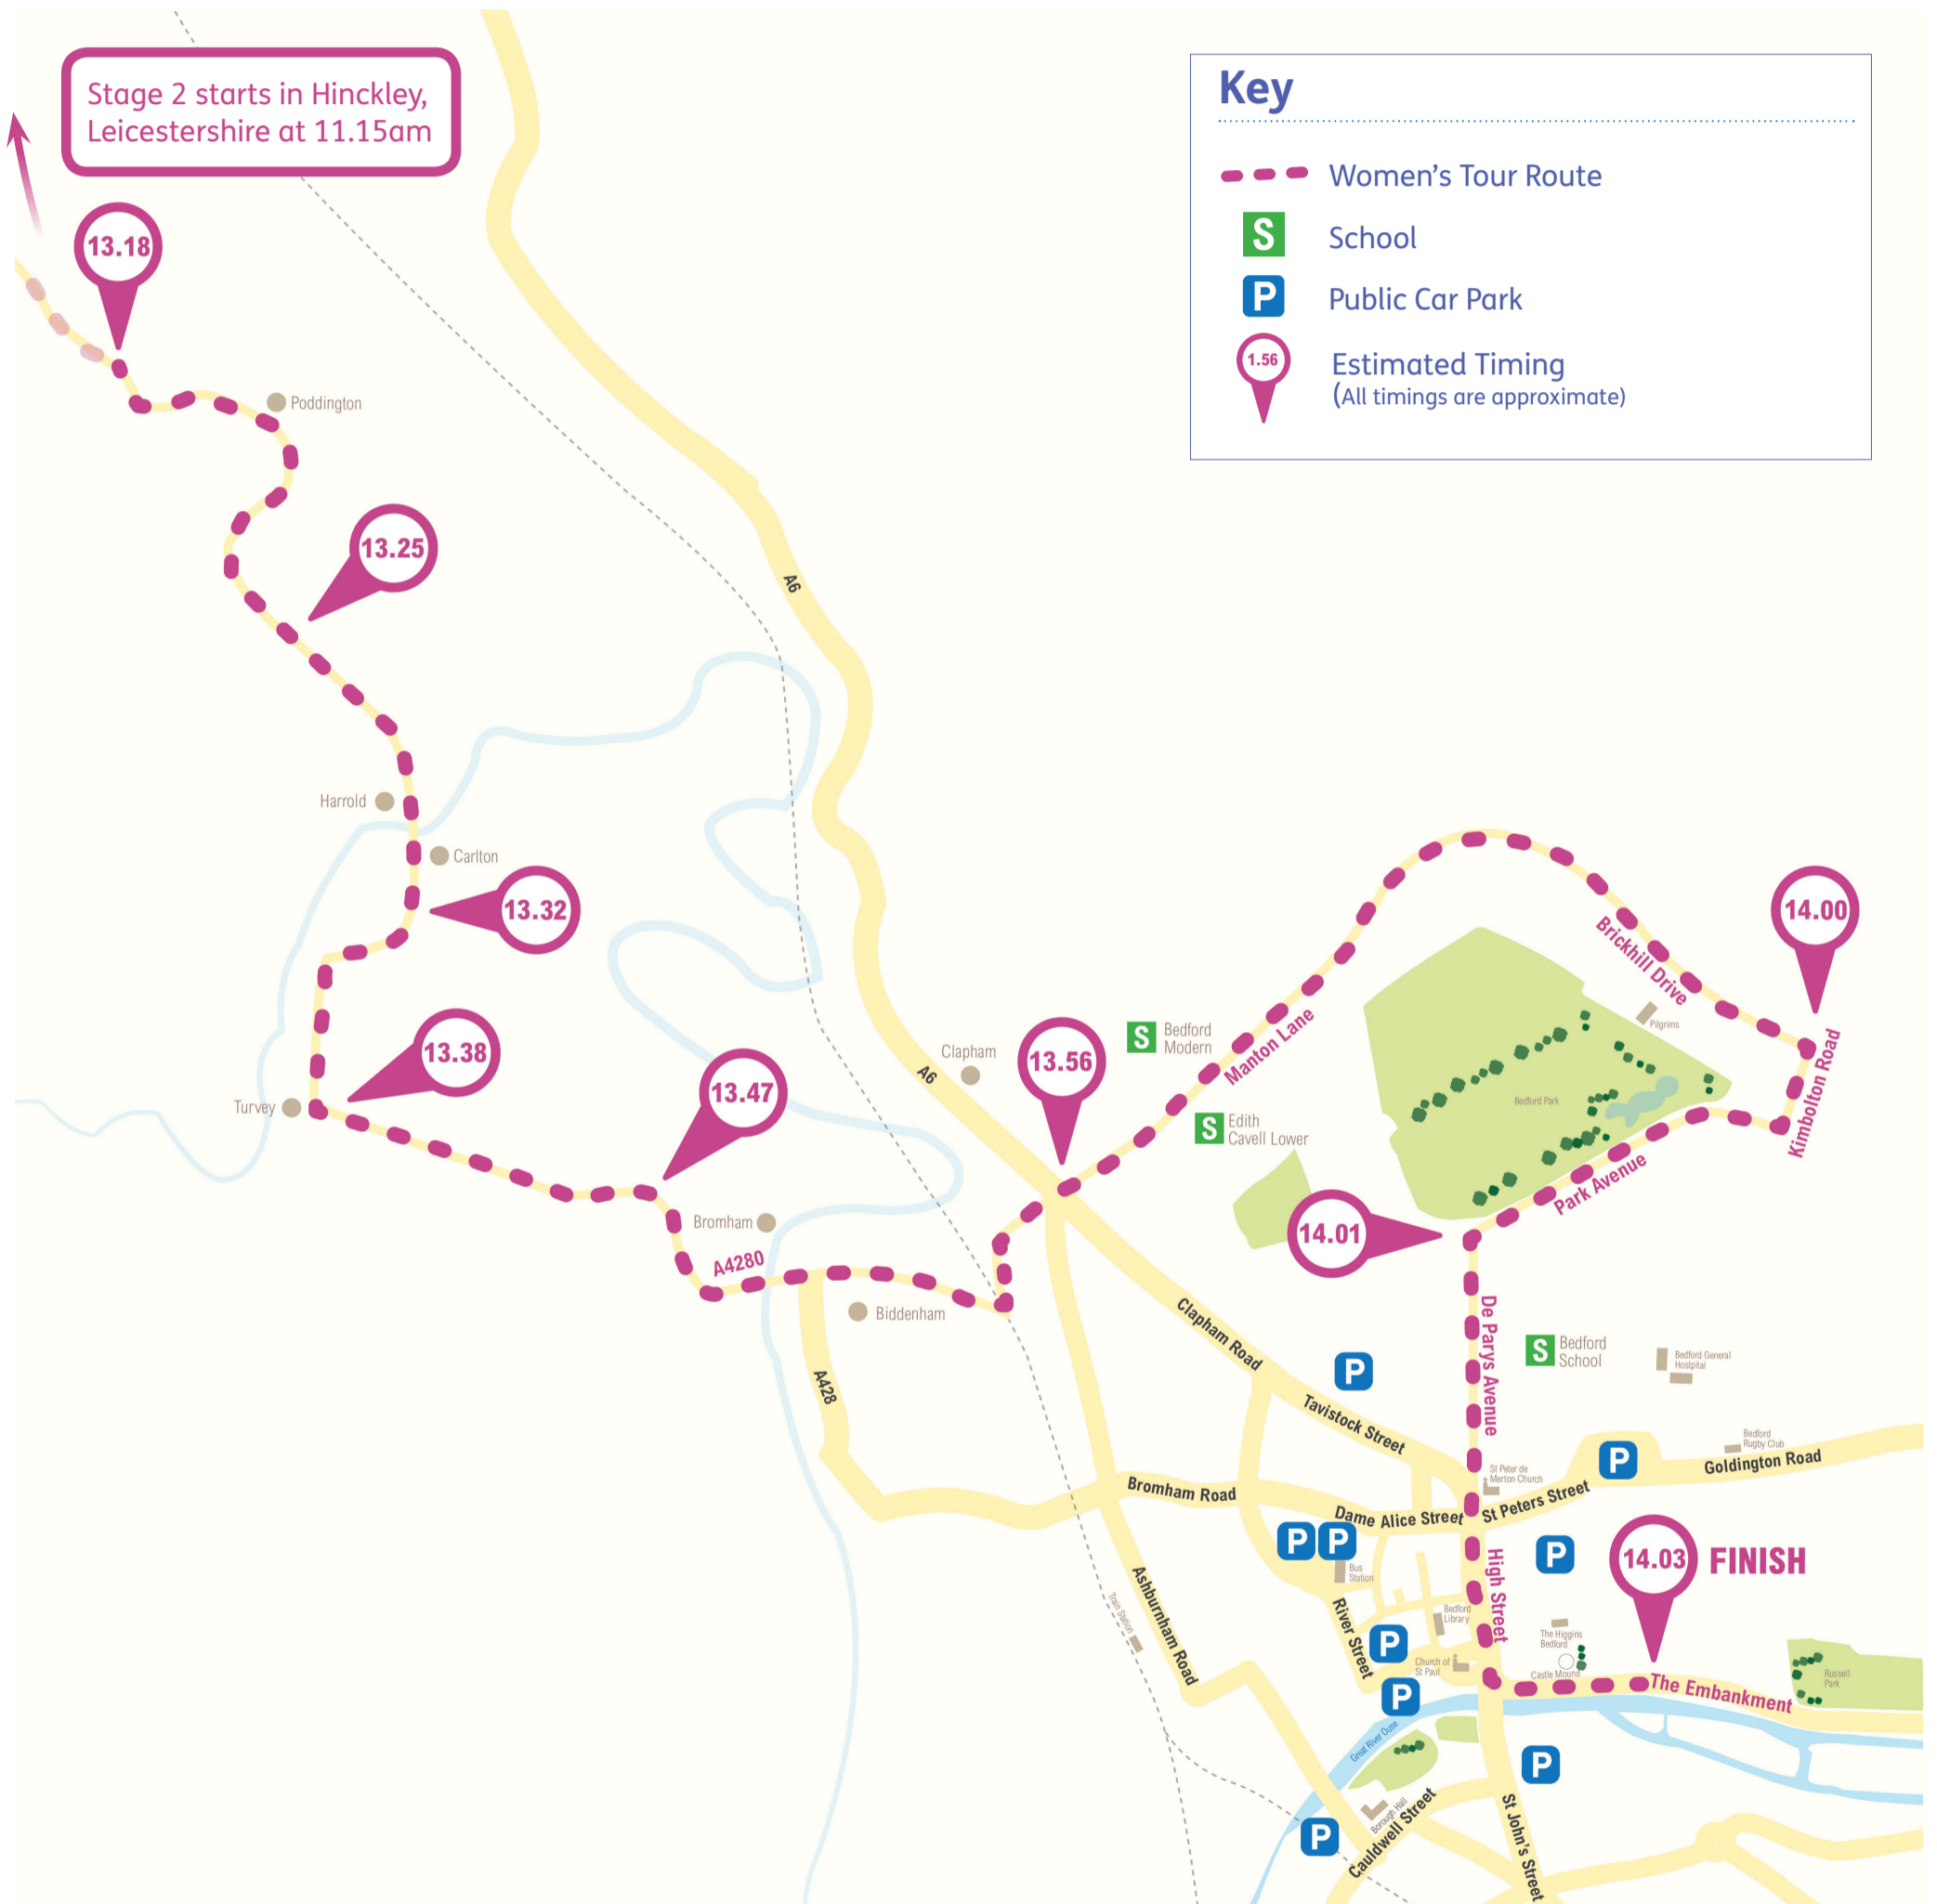 Stage 2 starts in Hinckley,
Leicestershire at 11.15am
Key
Women's Tour Route
S
School
P
Public Car Park
1.56
Estimated Timing
(All timings are approximate)
13.18
Poddington
13.25
A6
Harrold
Carlton
13.32
13.38
Turvey
13.47
Bromham
A4280
Biddenham
A428
Clapham
A6
13.56
S
Bedford
Modern
Manton Lane
S
Edith
Cavell Lower
Brickhill Drive
14.00
Pilgrims
Bedford Park
Kimbolton Road
Park Avenue
14.01
De Parys Avenue
S
Bedford
School
Bedford General
Hostpital
Clapham Road
P
Tavistock Street
Bedford
Rugby Club
Goldington Road
P
St Peter de
Merton Church
St Peters Street
Bromham Road
Dame Alice Street
P
P
Bus
Station
High Street
P
14.03
FINISH
Ashburnham Road
Train Station
River Street
Bedford
Library
P
Church of
St Paul
The Higgins
Bedford
Castle Mound
The Embankment
Russell
Park
P
Great River Ouse
P
Borough Hall
Cauldwell Street
P
St John's Street